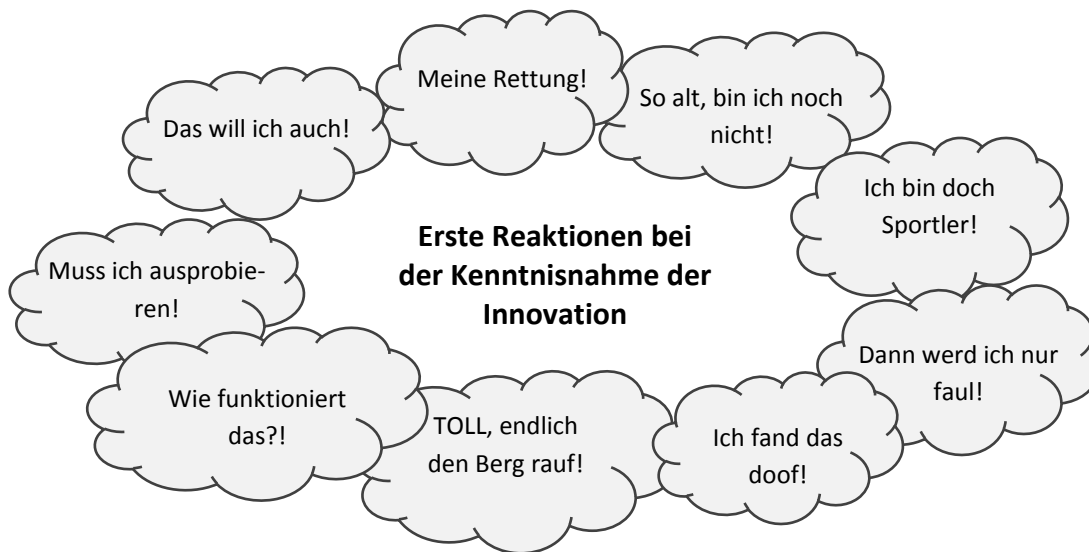 Meine Rettung!
So alt, bin ich noch
nicht!
Das will ich auch!
Ich bin doch
Sportler!
Erste Reaktionen bei
der Kenntnisnahme der
Innovation
Muss ich ausprobie-
ren!
Dann werd ich nur
faul!
Wie funktioniert
das?!
TOLL, endlich
den Berg rauf!
Ich fand das
doof!